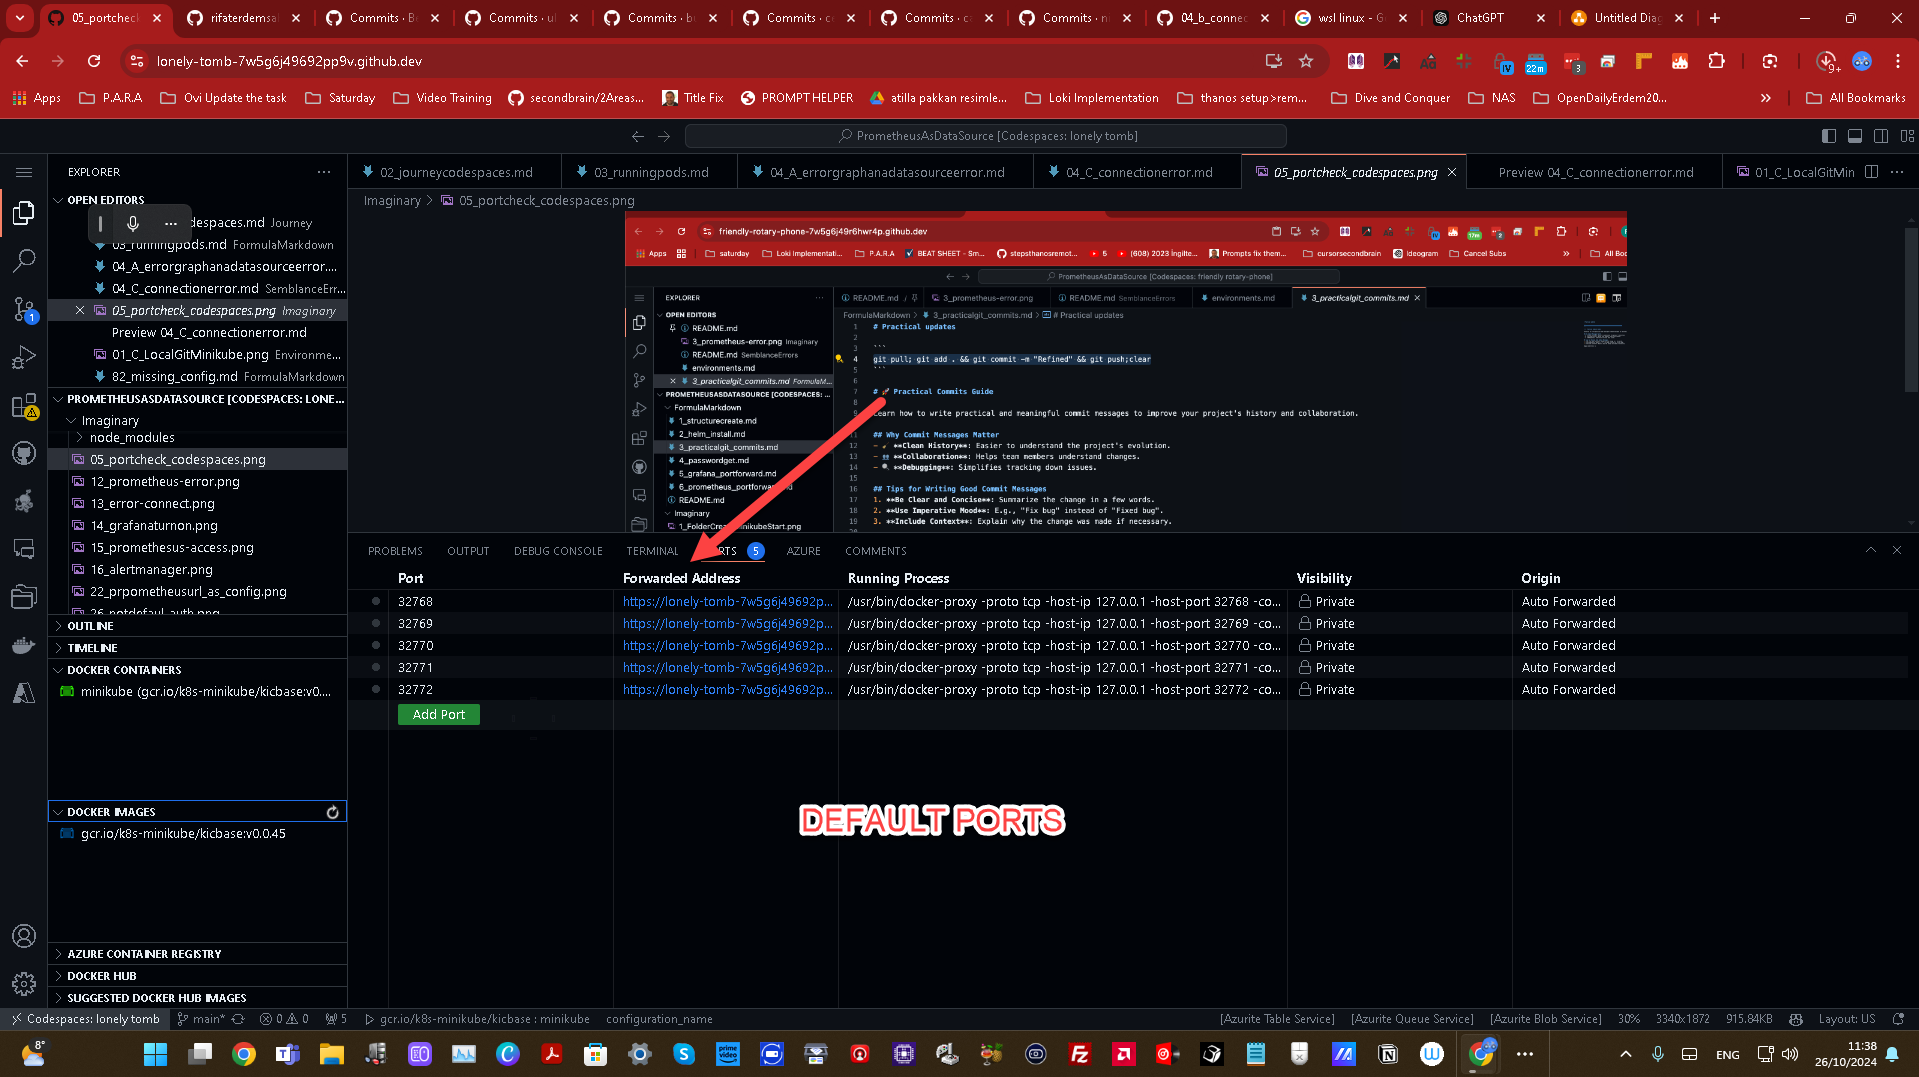 05_portcheck
rifaterdemsal
Commits · Be
Commits · ul
Commits · bu
Commits · co
Commits · co
Commits · n
04_b_connec
wsl linux - G
ChatGPT
Untitled Diag
lonely-tomb-7w5g6j49692pp9v.github.dev
Apps
P.A.R.A
Ovi Update the task
Saturday
Video Training
secondbrain/2Areas...
Title Fix
PROMPT HELPER
atilla pakkan resimle...
Loki Implementation
thanos setup>rem...
Dive and Conquer
NAS
OpenDailyErdem20...
All Bookmarks
PrometheusAsDataSource [Codespaces: lonely tomb]
EXPLORER
02_journeycodespaces.md
03_runningpods.md
04_A_errorgraphanadatasourceerror.md
04_C_connectionerror.md
05_portcheck_codespaces.png
Preview 04_C_connectionerror.md
01_C_LocalGitMin
Imaginary > 05_portcheck_codespaces.png
OPEN EDITORS
despaces.md Journey
03_runningpods.md FormulaMarkdown
04_A_errorgraphanadatasourceerror....
04_C_connectionerror.md SemblanceErr...
05_portcheck_codespaces.png Imaginary
Preview 04_C_connectionerror.md
01_C_LocalGitMinikube.png Environme...
82_missing_config.md FormulaMarkdown
PROMETHEUSASDATASOURCE [CODESPACES: LONE...
Imaginary
node_modules
05_portcheck_codespaces.png
12_prometheus-error.png
13_error-connect.png
14_grafanaturnon.png
15_promethesus-access.png
16_alertmanager.png
22_prpometheusurl_as_config.png
26_notdefaul-auth.png
OUTLINE
TIMELINE
DOCKER CONTAINERS
minikube (gcr.io/k8s-minikube/kicbase:v0....
DOCKER IMAGES
gcr.io/k8s-minikube/kicbase:v0.0.45
AZURE CONTAINER REGISTRY
DOCKER HUB
SUGGESTED DOCKER HUB IMAGES
friendly-rotary-phone-7w5g6j49r6hwr4p.github.dev
Apps
saturday
Loki Implementati...
P.A.R.A
BEAT SHEET - Sm...
stepsthanosremot...
5
(608) 2023 İngilte...
Prompts fix them...
cursorsecondbrain
Ideogram
Cancel Subs
All Boo
PrometheusAsDataSource [Codespaces: friendly rotary-phone]
EXPLORER
README.md ./
3_prometheus-error.png
README.md SemblanceErrors
environments.md
3_practicalgit_commits.md
OPEN EDITORS
README.md
3_prometheus-error.png Imaginary
README.md SemblanceErrors
environments.md
3_practicalgit_commits.md FormulaM...
PROMETHEUSASDATASOURCE [CODESPACES: ...
FormulaMarkdown
1_structurecreate.md
2_helm_install.md
3_practicalgit_commits.md
4_passwordget.md
5_grafana_portforward.md
6_prometheus_portforward.md
README.md
Imaginary
FormulaMarkdown > 3_practicalgit_commits.md > # Practical updates
1 # Practical updates
2
3 ```
4 git pull; git add . && git commit -m "Refined" && git push;clear
5 ```
6
7 # Practical Commits Guide
8
9 Learn how to write practical and meaningful commit messages to improve your project's history and collaboration.
11 ## Why Commit Messages Matter
12 - **Clean History**: Easier to understand the project's evolution.
13 - **Collaboration**: Helps team members understand changes.
14 - **Debugging**: Simplifies tracking down issues.
15
16 ## Tips for Writing Good Commit Messages
17 1. **Be Clear and Concise**: Summarize the change in a few words.
18 2. **Use Imperative Mood**: E.g., "Fix bug" instead of "Fixed bug".
19 3. **Include Context**: Explain why the change was made if necessary.
PROBLEMS
OUTPUT
DEBUG CONSOLE
TERMINAL
RTS 5
AZURE
COMMENTS
Port Forwarded Address Running Process Visibility Origin
32768 https://lonely-tomb-7w5g6j49692p... /usr/bin/docker-proxy -proto tcp -host-ip 127.0.0.1 -host-port 32768 -co... Private Auto Forwarded
32769 https://lonely-tomb-7w5g6j49692p... /usr/bin/docker-proxy -proto tcp -host-ip 127.0.0.1 -host-port 32769 -co... Private Auto Forwarded
32770 https://lonely-tomb-7w5g6j49692p... /usr/bin/docker-proxy -proto tcp -host-ip 127.0.0.1 -host-port 32770 -co... Private Auto Forwarded
32771 https://lonely-tomb-7w5g6j49692p... /usr/bin/docker-proxy -proto tcp -host-ip 127.0.0.1 -host-port 32771 -co... Private Auto Forwarded
32772 https://lonely-tomb-7w5g6j49692p... /usr/bin/docker-proxy -proto tcp -host-ip 127.0.0.1 -host-port 32772 -co... Private Auto Forwarded
Add Port
DEFAULT PORTS
Codespaces: lonely tomb
main*
0 0
5
gcr.io/k8s-minikube/kicbase : minikube
configuration_name
[Azurite Table Service]
[Azurite Queue Service]
[Azurite Blob Service]
30%
3340x1872
915.84KB
Layout: US
8°
ENG
11:38
26/10/2024